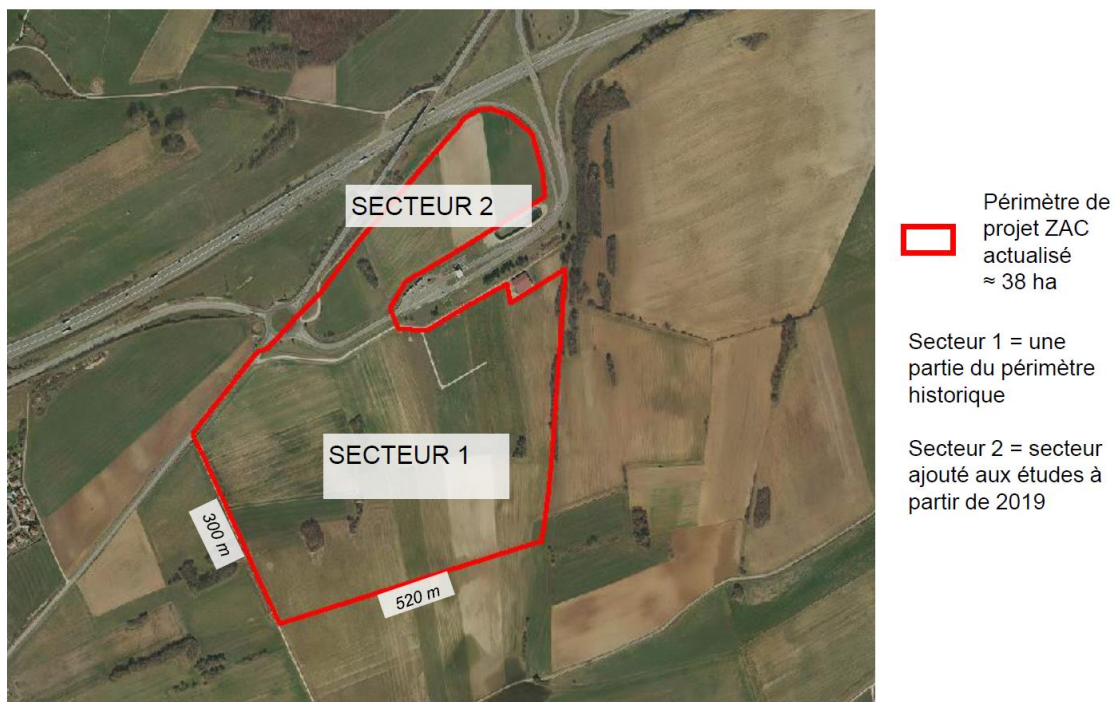 SECTEUR 2
SECTEUR 1
300 m
520 m
Périmètre de
projet ZAC
actualisé
≈ 38 ha
Secteur 1 = une
partie du périmètre
historique
Secteur 2 = secteur
ajouté aux études à
partir de 2019